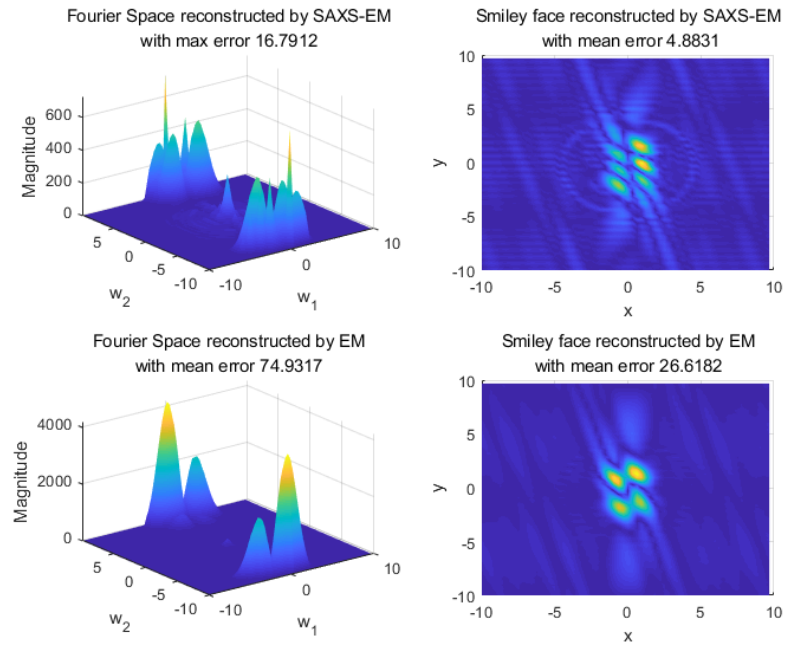 Fourier Space reconstructed by SAXS-EM
with max error 16.7912
Magnitude
600
400
200
0
5
0
-5
-10
w2
-10
0
10
w1
Smiley face reconstructed by SAXS-EM
with mean error 4.8831
y
10
5
0
-5
-10
-10
-5
0
5
10
x
Fourier Space reconstructed by EM
with mean error 74.9317
Magnitude
4000
2000
0
5
0
-5
-10
w2
-10
0
10
w1
Smiley face reconstructed by EM
with mean error 26.6182
y
10
5
0
-5
-10
-10
-5
0
5
10
x